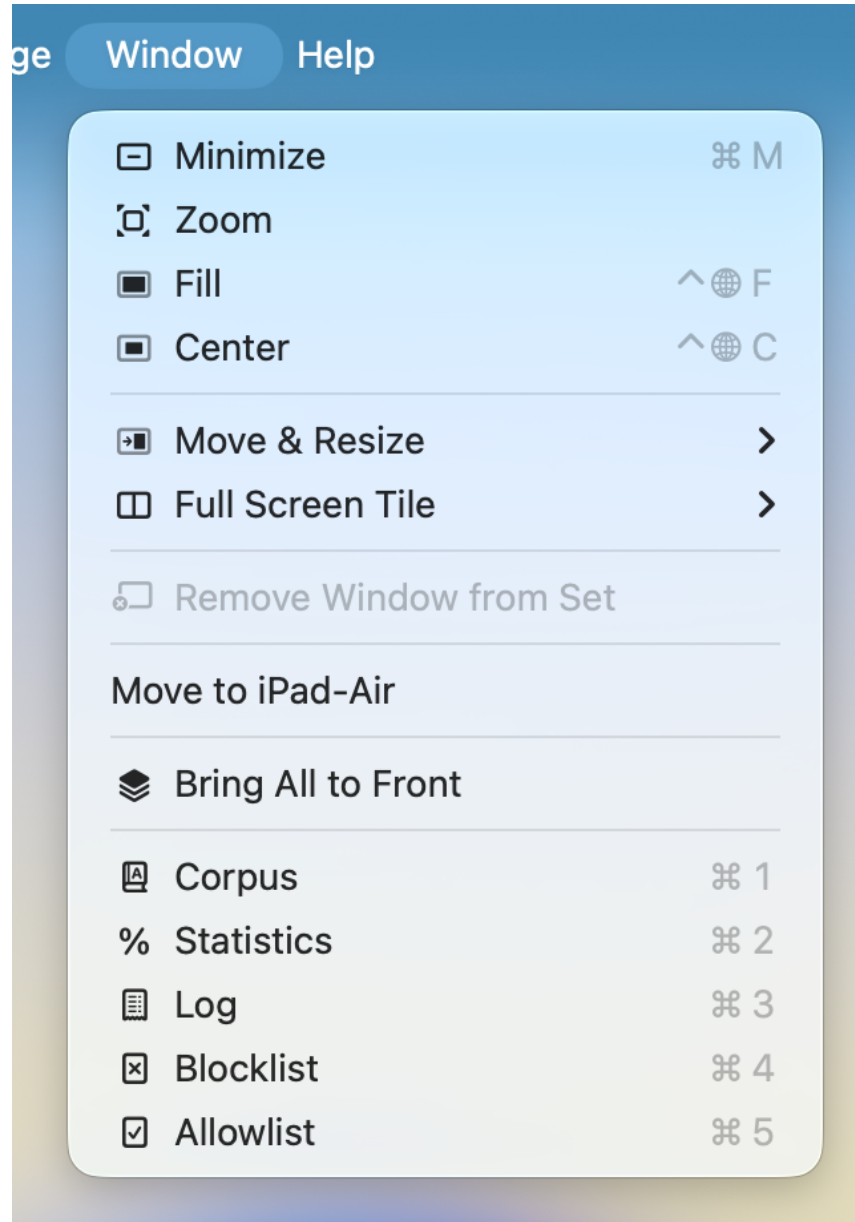 ge Window Help
Minimize ⌘ M
Zoom
Fill ^🌐 F
Center ^🌐 C
Move & Resize >
Full Screen Tile >
Remove Window from Set
Move to iPad-Air
Bring All to Front
Corpus ⌘ 1
% Statistics ⌘ 2
Log ⌘ 3
Blocklist ⌘ 4
Allowlist ⌘ 5